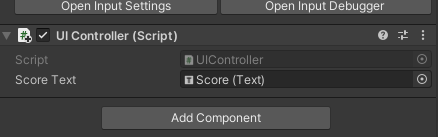 Open Input Settings Open Input Debugger
UI Controller (Script)
Script UIController
Score Text Score (Text)
Add Component